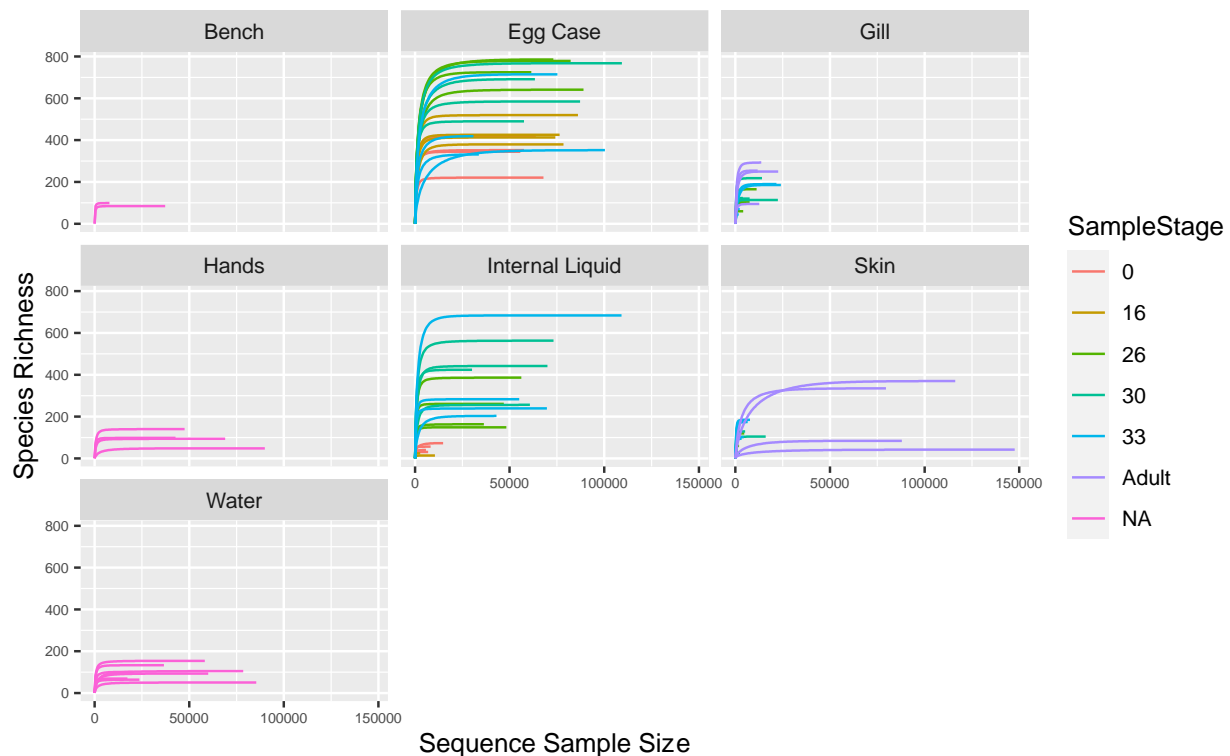 Bench
Egg Case
Gill
800
600
400
200
0
Hands
Internal Liquid
Skin
800
600
400
200
0
0
50000
100000
150000
0
50000
100000
150000
Water
800
600
400
200
0
0
50000
100000
150000
Species Richness
Sequence Sample Size
SampleStage
0
16
26
30
33
Adult
NA